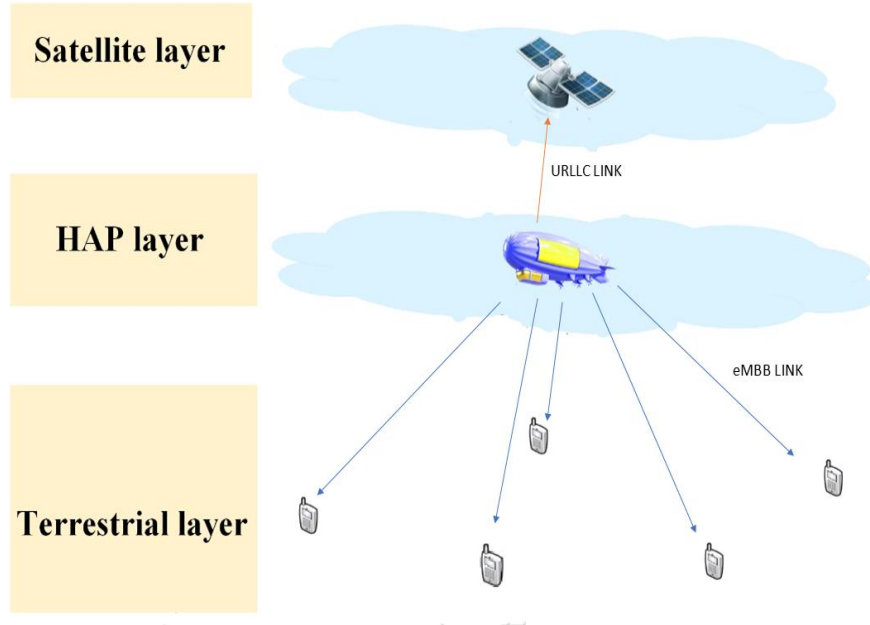 Satellite layer
URLLC LINK
HAP layer
eMBB LINK
Terrestrial layer